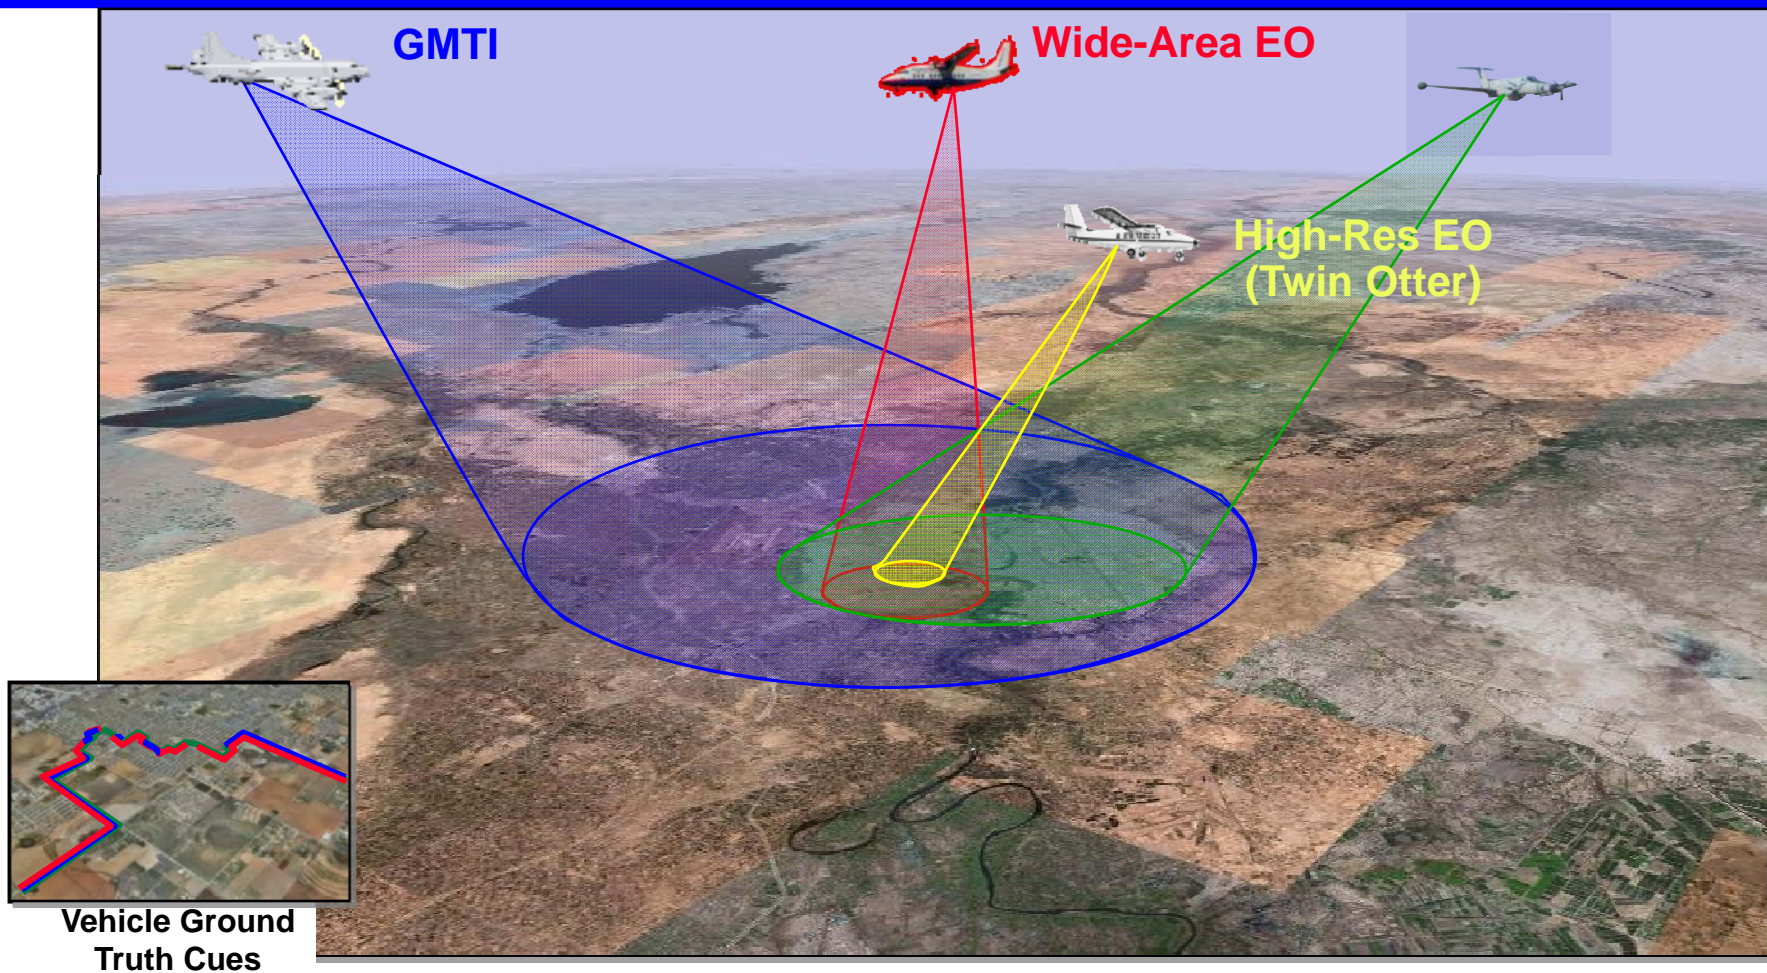 GMTI
Wide-Area EO
High-Res EO
(Twin Otter)
Vehicle Ground
Truth Cues